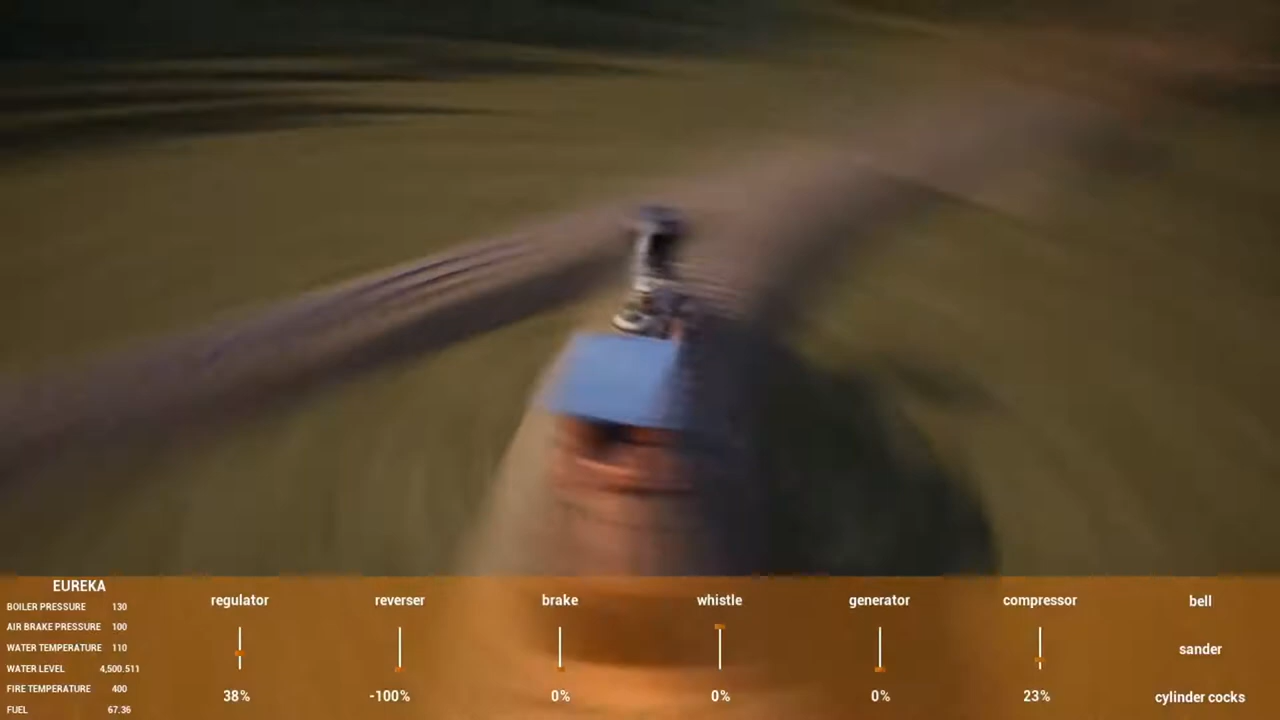 EUREKA
BOILER PRESSURE 130
AIR BRAKE PRESSURE 100
WATER TEMPERATURE 110
WATER LEVEL 4,500.511
FIRE TEMPERATURE 400
FUEL 67.36
regulator
38%
reverser
-100%
brake
0%
whistle
0%
generator
0%
compressor
23%
bell
sander
cylinder cocks